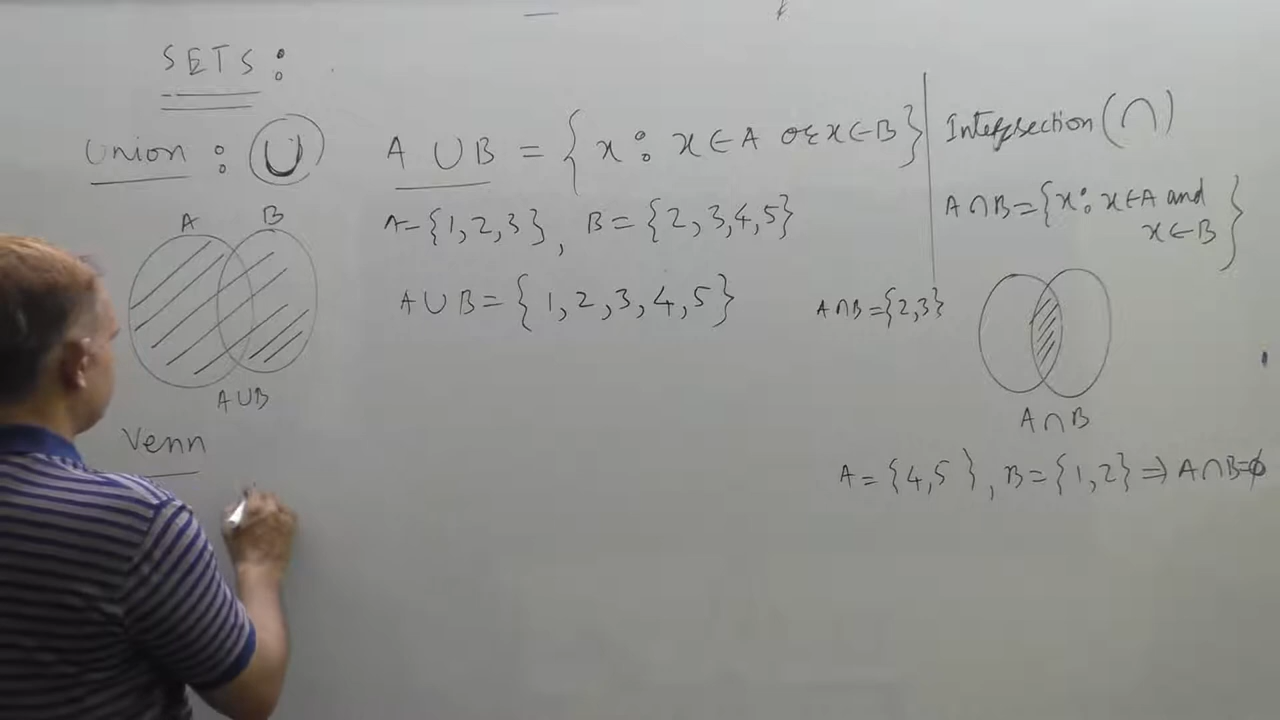 SETS:
Union : ∪
A ∪ B = { x : x ∈ A or x ∈ B }
A = {1, 2, 3} , B = {2, 3, 4, 5}
A ∪ B = { 1, 2, 3, 4, 5 }
A B
A ∪ B
Venn
Intersection (∩)
A ∩ B = { x : x ∈ A and
x ∈ B }
A ∩ B = {2, 3}
A ∩ B
A = {4, 5 } , B = {1, 2} ⇒ A ∩ B = ϕ